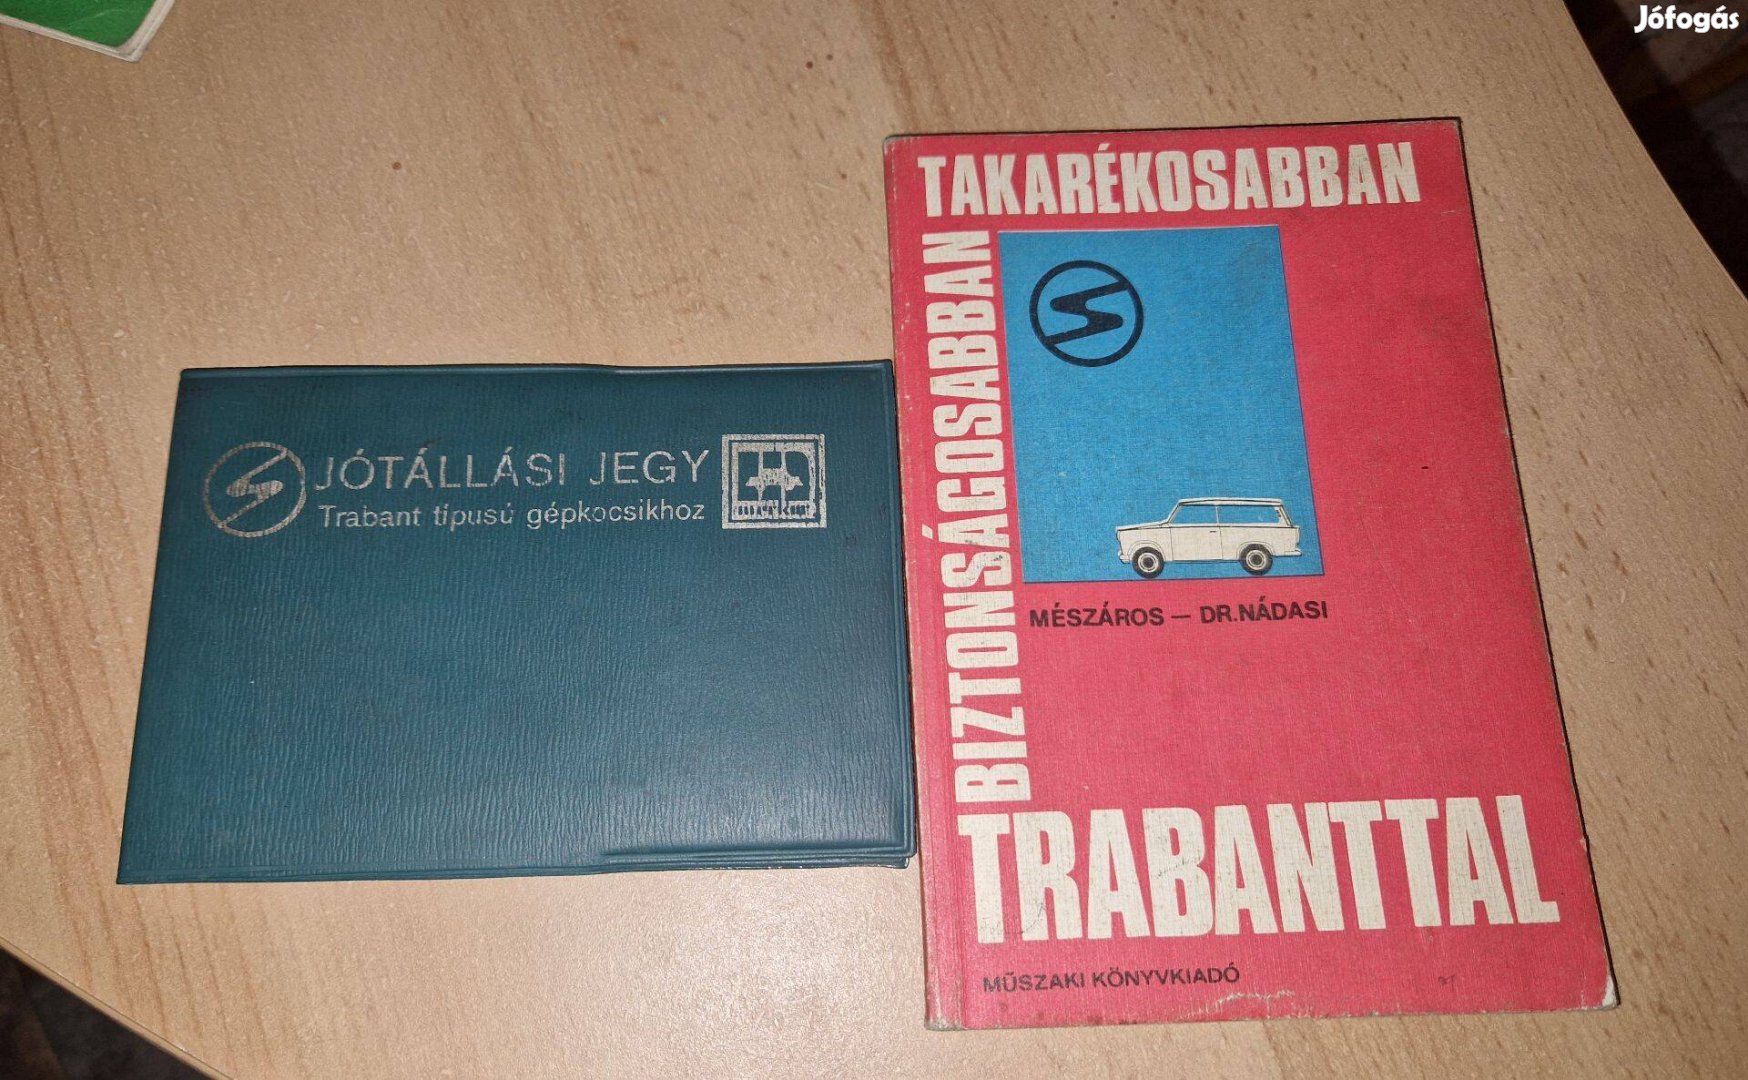 Jófogás
JÓTÁLLÁSI JEGY
Trabant típusú gépkocsikhoz
TAKARÉKOSABBAN
BIZTONSÁGOSABBAN
MÉSZÁROS — DR. NÁDASI
TRABANTTAL
MŰSZAKI KÖNYVKIADÓ